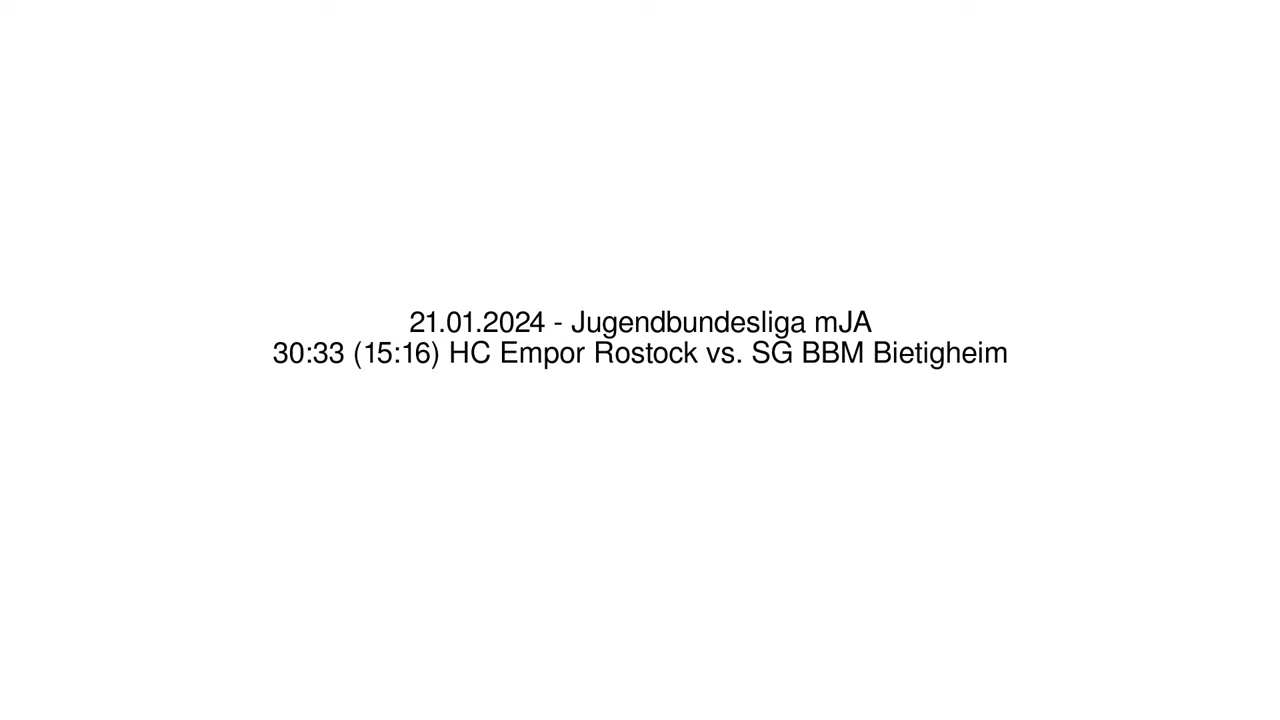 21.01.2024 - Jugendbundesliga mJA
30:33 (15:16) HC Empor Rostock vs. SG BBM Bietigheim